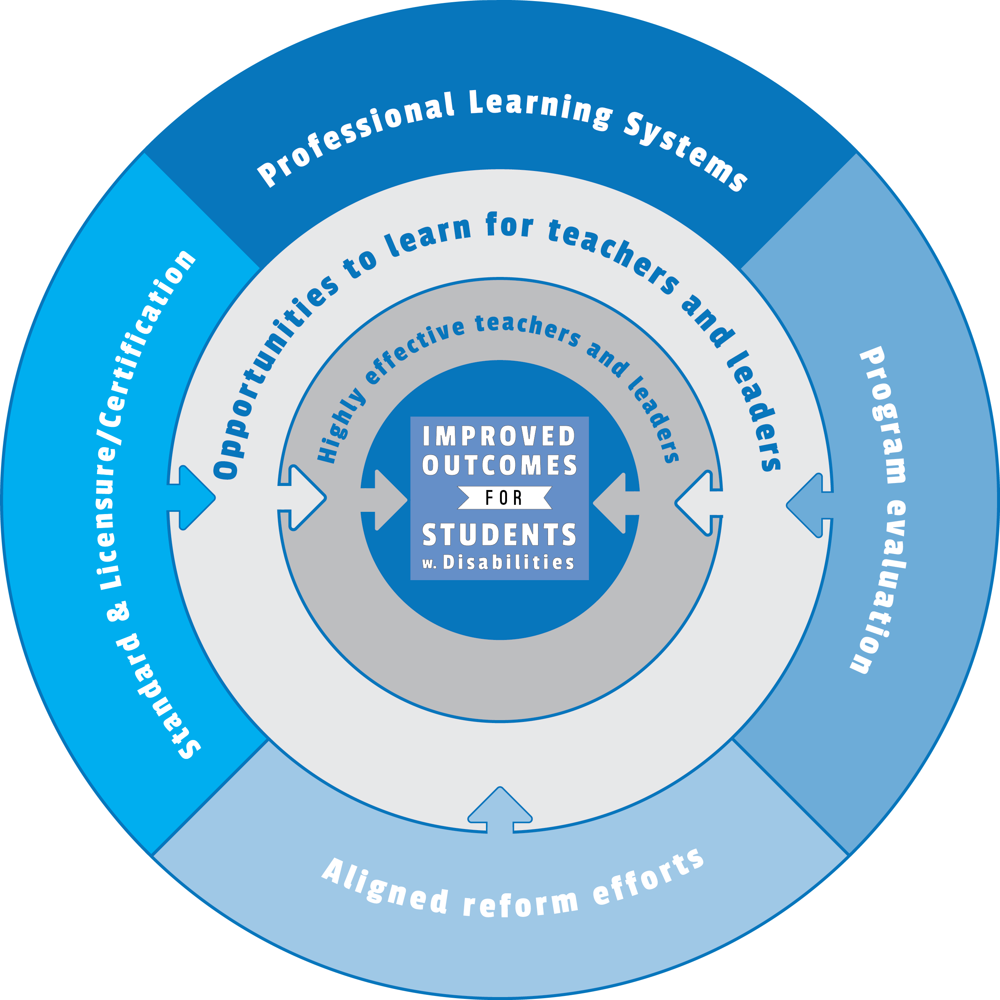 Professional Learning Systems
Standards & Licensure/Certification
Program evaluation
Aligned reform efforts
Opportunities to learn for teachers and leaders
Highly effective teachers and leaders
IMPROVED
OUTCOMES
FOR
STUDENTS
w. Disabilities